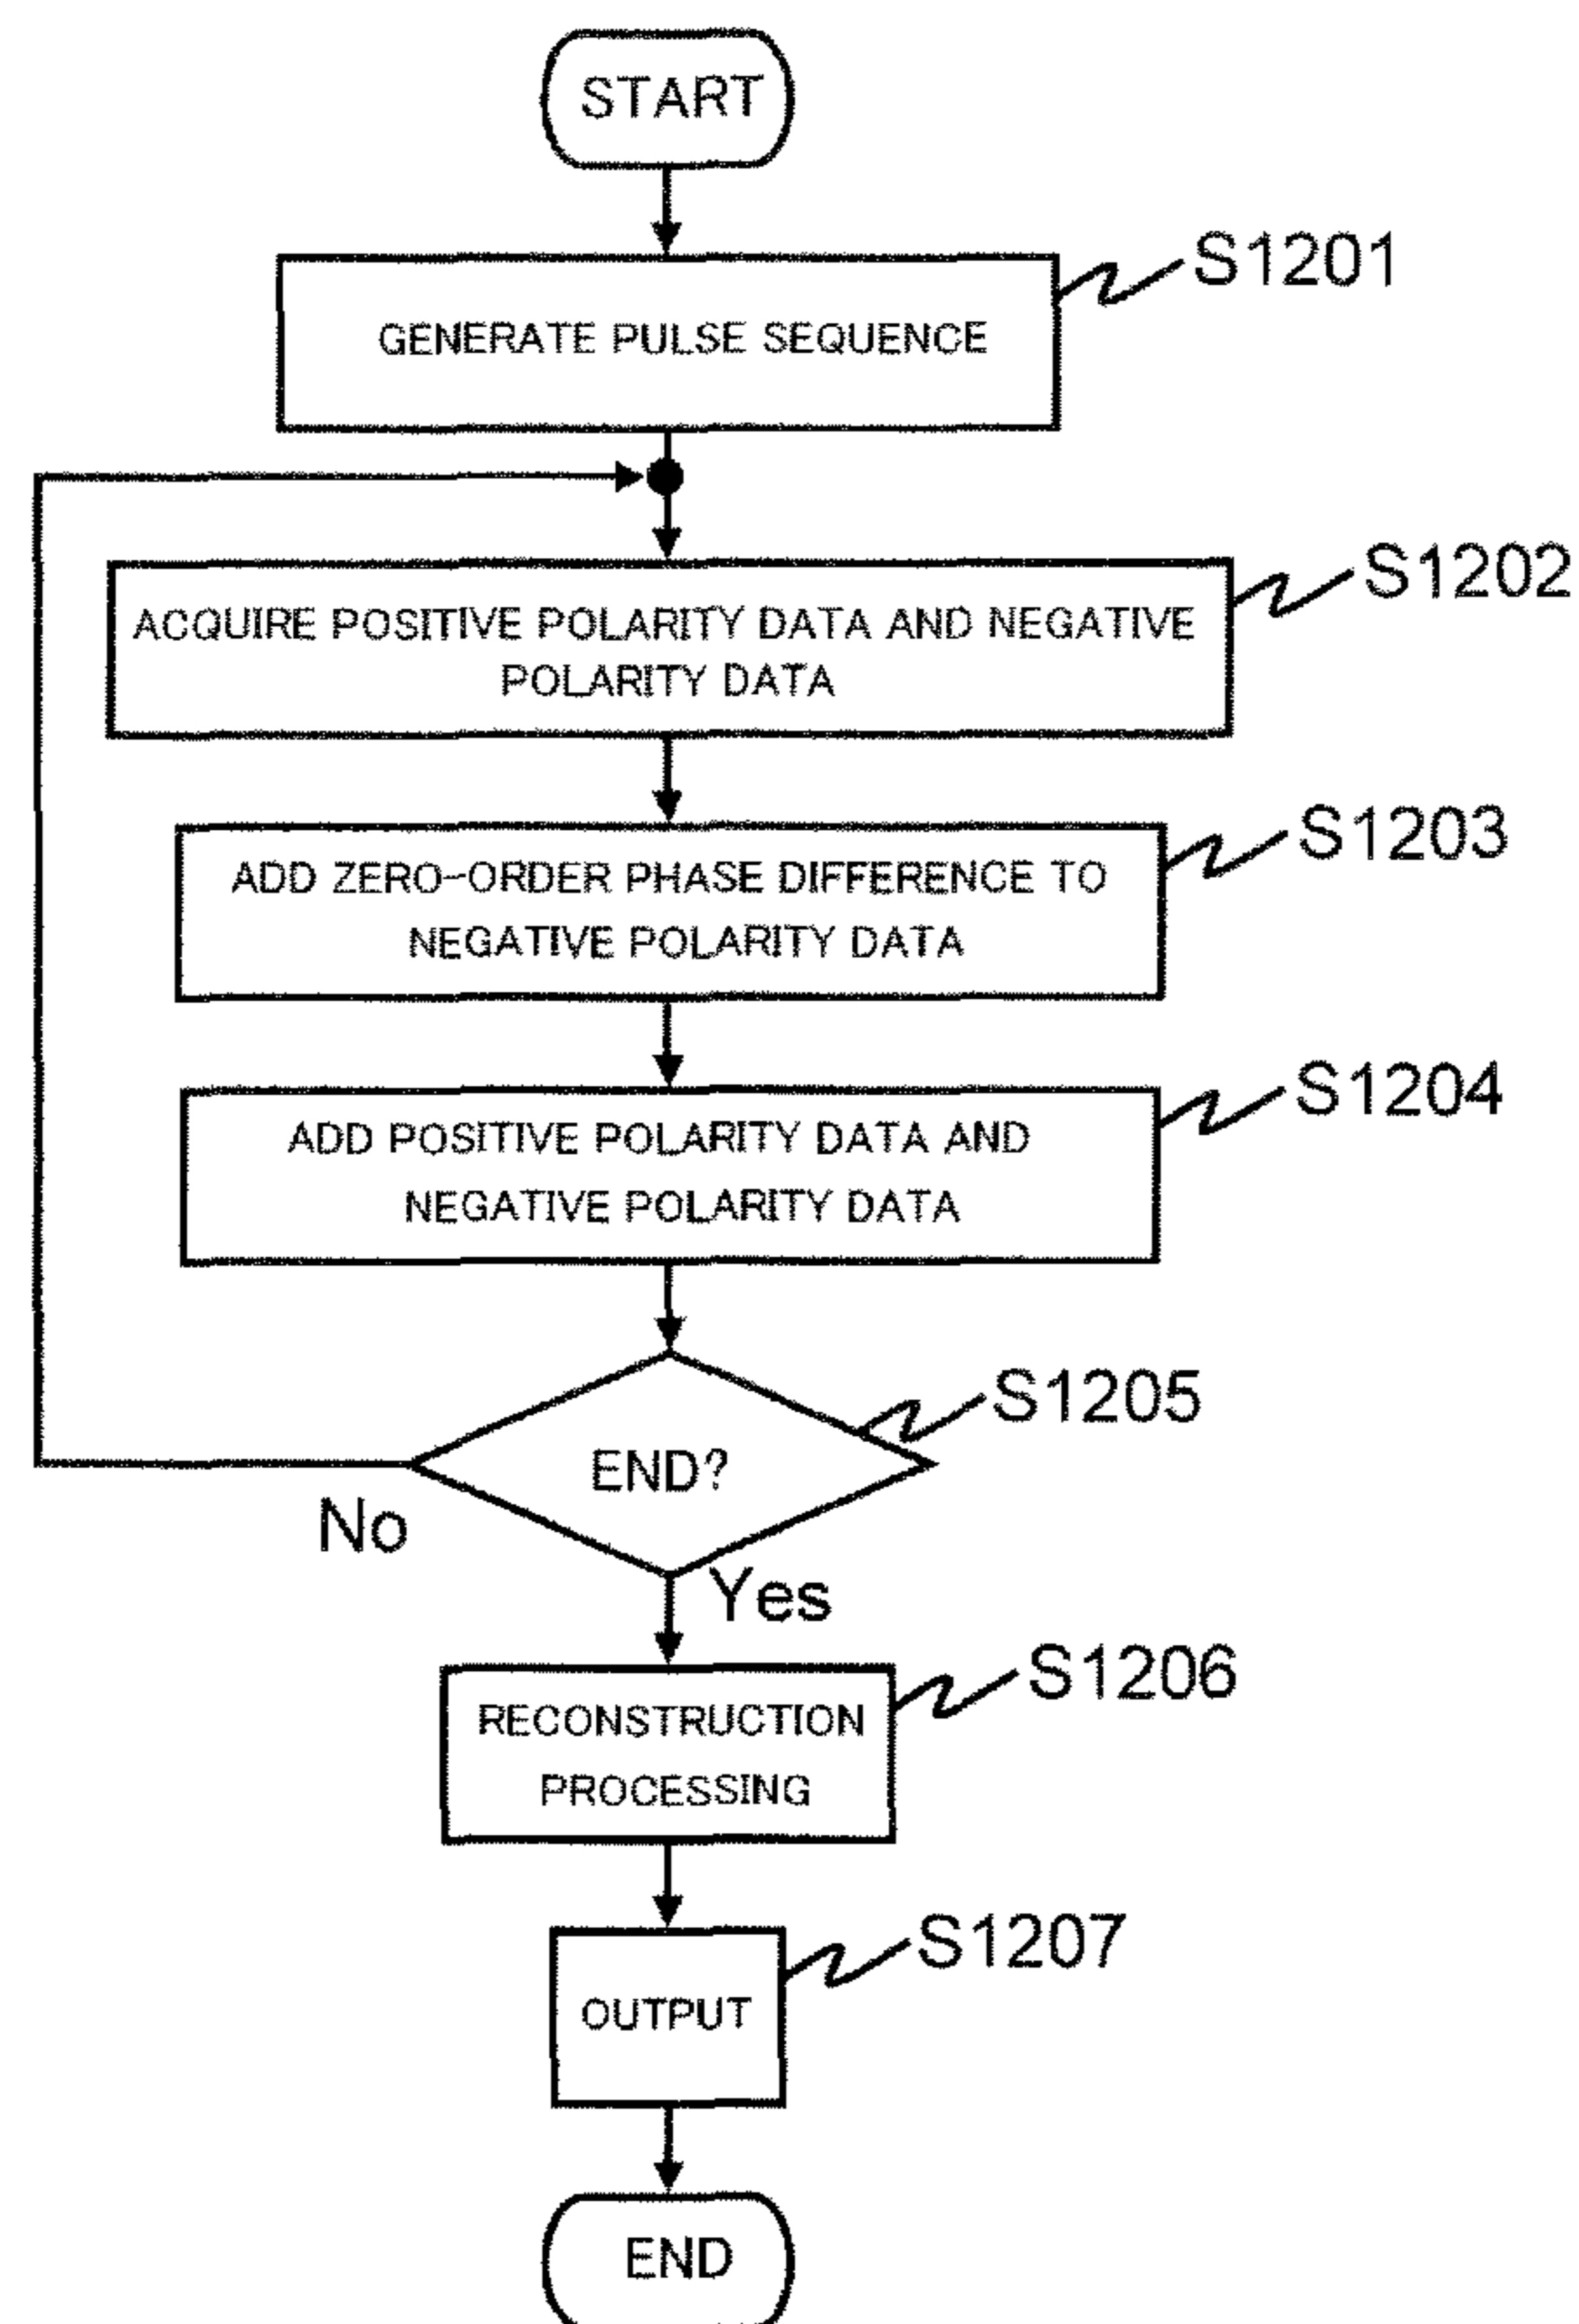 START
S1201
GENERATE PULSE SEQUENCE
S1202
ACQUIRE POSITIVE POLARITY DATA AND NEGATIVE
POLARITY DATA
S1203
ADD ZERO-ORDER PHASE DIFFERENCE TO
NEGATIVE POLARITY DATA
S1204
ADD POSITIVE POLARITY DATA AND
NEGATIVE POLARITY DATA
S1205
END?
No
Yes
S1206
RECONSTRUCTION
PROCESSING
S1207
OUTPUT
END